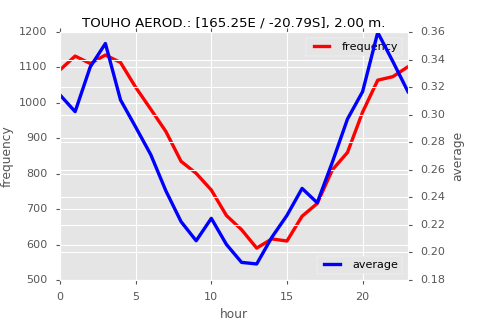 TOUHO AEROD.: [165.25E / -20.79S], 2.00 m.
1200
1100
1000
900
800
700
600
500
frequency
0.36
0.34
0.32
0.30
0.28
0.26
0.24
0.22
0.20
0.18
average
frequency
average
0 5 10 15 20
hour